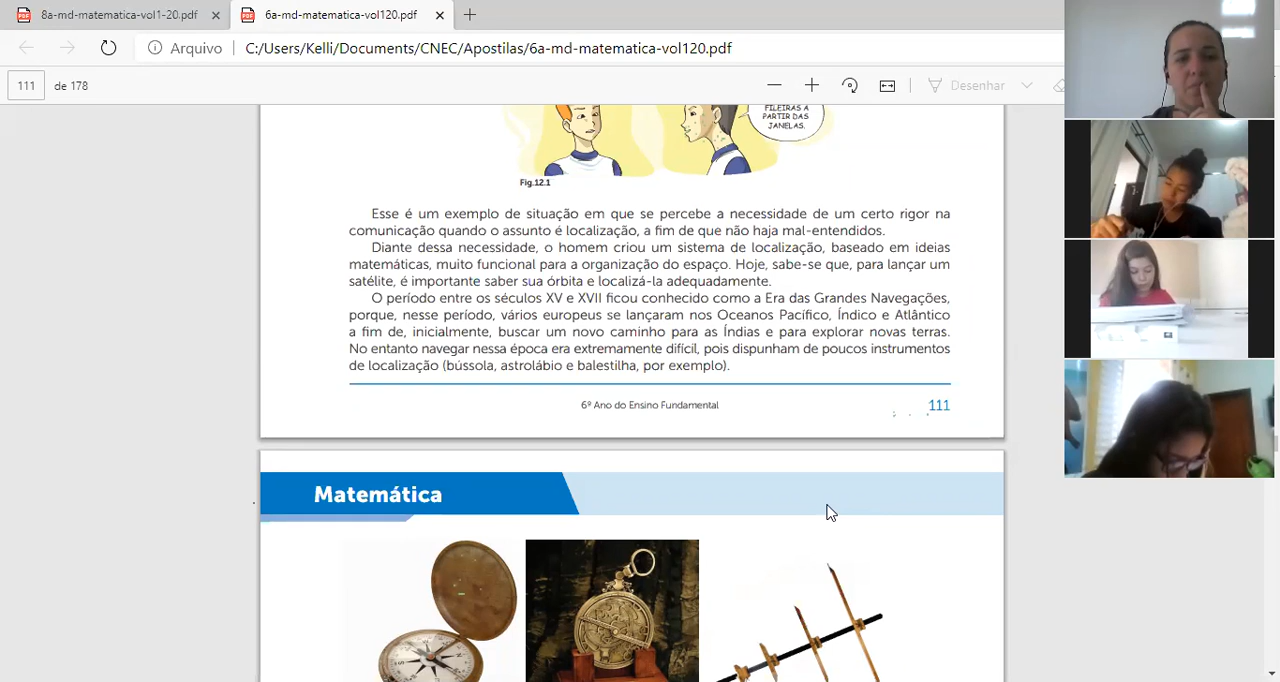 8a-md-matematica-vol1-20.pdf
6a-md-matematica-vol120.pdf
Arquivo
C:/Users/Kelli/Documents/CNEC/Apostilas/6a-md-matematica-vol120.pdf
111 de 178
Desenhar
FILEIRAS A
PARTIR DAS
JANELAS.
Fig.12.1
Esse é um exemplo de situação em que se percebe a necessidade de um certo rigor na
comunicação quando o assunto é localização, a fim de que não haja mal-entendidos.
Diante dessa necessidade, o homem criou um sistema de localização, baseado em ideias
matemáticas, muito funcional para a organização do espaço. Hoje, sabe-se que, para lançar um
satélite, é importante saber sua órbita e localizá-la adequadamente.
O período entre os séculos XV e XVII ficou conhecido como a Era das Grandes Navegações,
porque, nesse período, vários europeus se lançaram nos Oceanos Pacífico, Índico e Atlântico
a fim de, inicialmente, buscar um novo caminho para as Índias e para explorar novas terras.
No entanto navegar nessa época era extremamente difícil, pois dispunham de poucos instrumentos
de localização (bússola, astrolábio e balestilha, por exemplo).
6º Ano do Ensino Fundamental
111
Matemática